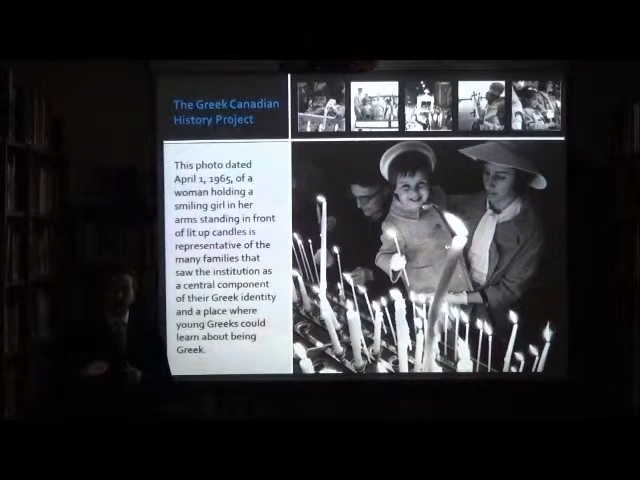 The Greek Canadian
History Project
This photo dated
April 1, 1965, of a
woman holding a
smiling girl in her
arms standing in front
of lit up candles is
representative of the
many families that
saw the institution as
a central component
of their Greek identity
and a place where
young Greeks could
learn about being
Greek.